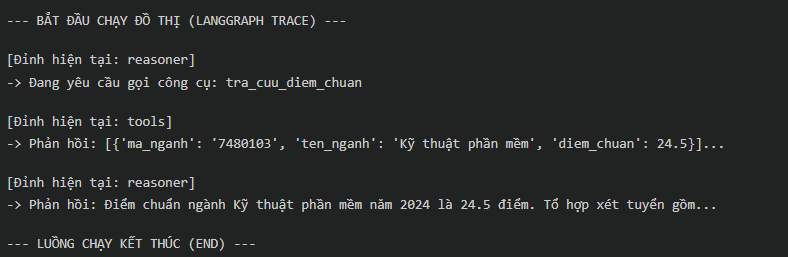 --- BẮT ĐẦU CHẠY ĐỒ THỊ (LANGGRAPH TRACE) ---
[Đỉnh hiện tại: reasoner]
-> Đang yêu cầu gọi công cụ: tra_cuu_diem_chuan
[Đỉnh hiện tại: tools]
-> Phản hồi: [{'ma_nganh': '7480103', 'ten_nganh': 'Kỹ thuật phần mềm', 'diem_chuan': 24.5}]...
[Đỉnh hiện tại: reasoner]
-> Phản hồi: Điểm chuẩn ngành Kỹ thuật phần mềm năm 2024 là 24.5 điểm. Tổ hợp xét tuyển gồm...
--- LUỒNG CHẠY KẾT THÚC (END) ---